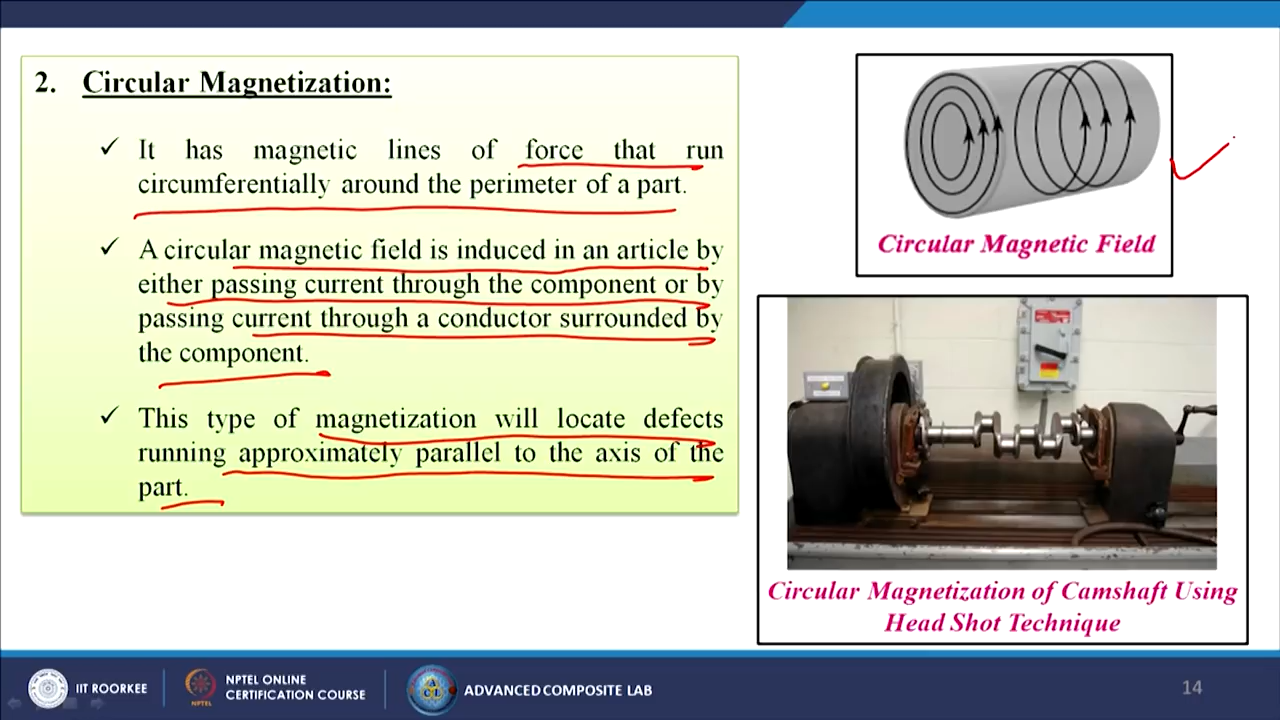 2. Circular Magnetization:
✓ It has magnetic lines of force that run
circumferentially around the perimeter of a part.
✓ A circular magnetic field is induced in an article by
either passing current through the component or by
passing current through a conductor surrounded by
the component.
✓ This type of magnetization will locate defects
running approximately parallel to the axis of the
part.
Circular Magnetic Field
Circular Magnetization of Camshaft Using
Head Shot Technique
IIT ROORKEE
NPTEL ONLINE
CERTIFICATION COURSE
NPTEL
ADVANCED COMPOSITE LAB
14